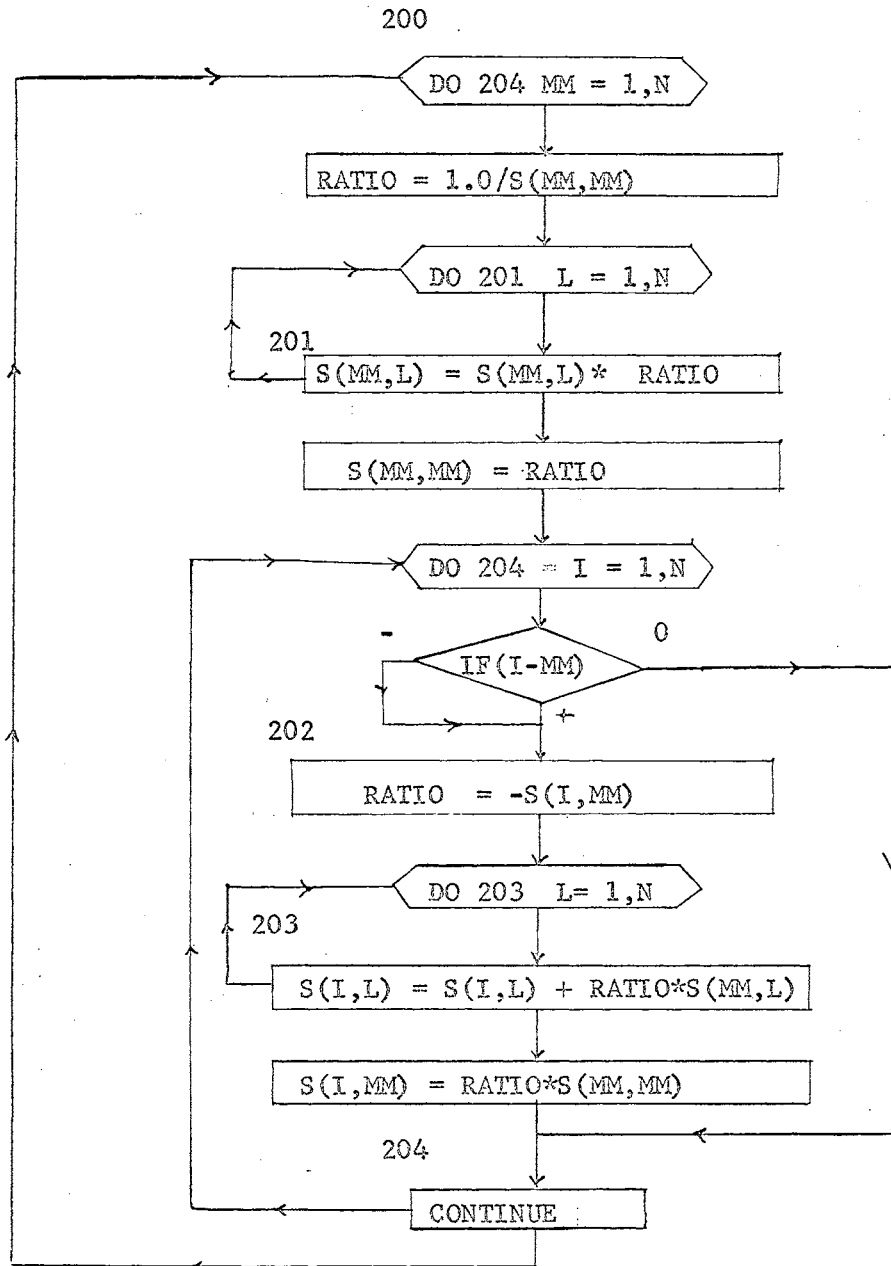 200
DO 204 MM = 1,N
RATIO = 1.0/S(MM,MM)
DO 201 L = 1,N
201
S(MM,L) = S(MM,L)* RATIO
S(MM,MM) = RATIO
DO 204 = I = 1,N
- 0
IF(I-MM)
+
202
RATIO = -S(I,MM)
DO 203 L= 1,N
203
S(I,L) = S(I,L) + RATIO*S(MM,L)
S(I,MM) = RATIO*S(MM,MM)
204
CONTINUE